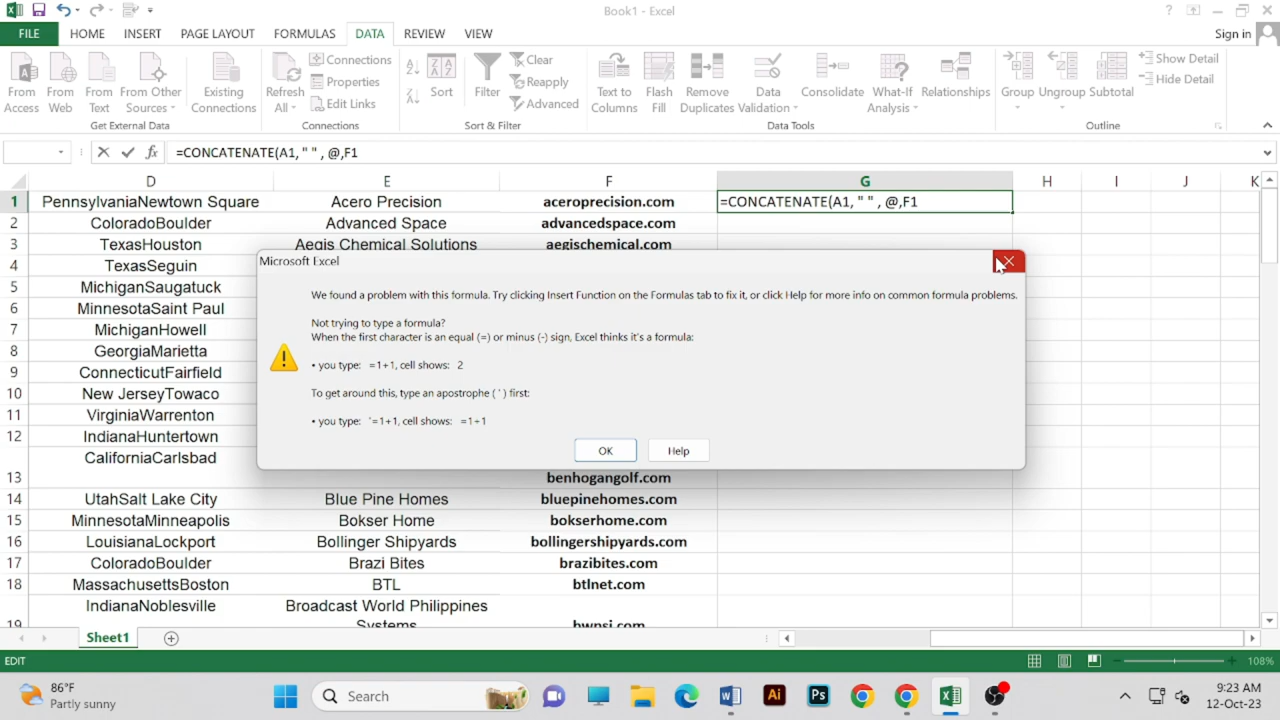 Book1 - Excel
?
FILE HOME INSERT PAGE LAYOUT FORMULAS DATA REVIEW VIEW
Sign in
From Access
From Web
From Text
From Other Sources
Existing Connections
Get External Data
Refresh All
Connections
Properties
Edit Links
Connections
Sort
Filter
Clear
Reapply
Advanced
Sort & Filter
Text to Columns
Flash Fill
Remove Duplicates
Data Validation
Consolidate
What-If Analysis
Relationships
Data Tools
Group
Ungroup
Subtotal
Show Detail
Hide Detail
Outline
fx =CONCATENATE(A1, " " , @,F1
D E F G H I J K
1 PennsylvaniaNewtown Square Acero Precision aceroprecision.com =CONCATENATE(A1, " " , @,F1
2 ColoradoBoulder Advanced Space advancedspace.com
3 TexasHouston Aegis Chemical Solutions aegischemical.com
4 TexasSeguin
5 MichiganSaugatuck
6 MinnesotaSaint Paul
7 MichiganHowell
8 GeorgiaMarietta
9 ConnecticutFairfield
10 New JerseyTowaco
11 VirginiaWarrenton
12 IndianaHuntertown
CaliforniaCarlsbad
13 benhogangolf.com
14 UtahSalt Lake City Blue Pine Homes bluepinehomes.com
15 MinnesotaMinneapolis Bokser Home bokserhome.com
16 LouisianaLockport Bollinger Shipyards bollingershipyards.com
17 ColoradoBoulder Brazi Bites brazibites.com
18 MassachusettsBoston BTL btlnet.com
IndianaNoblesville Broadcast World Philippines
19 Systems bwpsi.com
Microsoft Excel
We found a problem with this formula. Try clicking Insert Function on the Formulas tab to fix it, or click Help for more info on common formula problems.
Not trying to type a formula?
When the first character is an equal (=) or minus (-) sign, Excel thinks it's a formula:
• you type: =1+1, cell shows: 2
To get around this, type an apostrophe ( ' ) first:
• you type: '=1+1, cell shows: =1+1
OK Help
Sheet1
EDIT 108%
86°F
Partly sunny
Search
Ai
Ps
9:23 AM
12-Oct-23